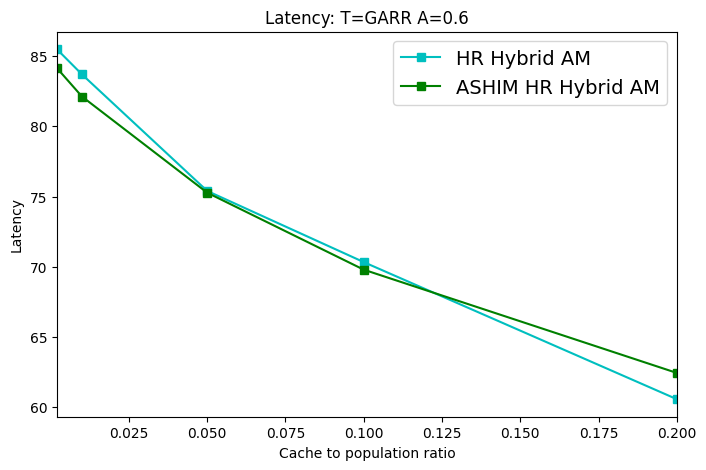 Latency: T=GARR A=0.6
HR Hybrid AM
ASHIM HR Hybrid AM
Latency
85
80
75
70
65
60
0.025 0.050 0.075 0.100 0.125 0.150 0.175 0.200
Cache to population ratio